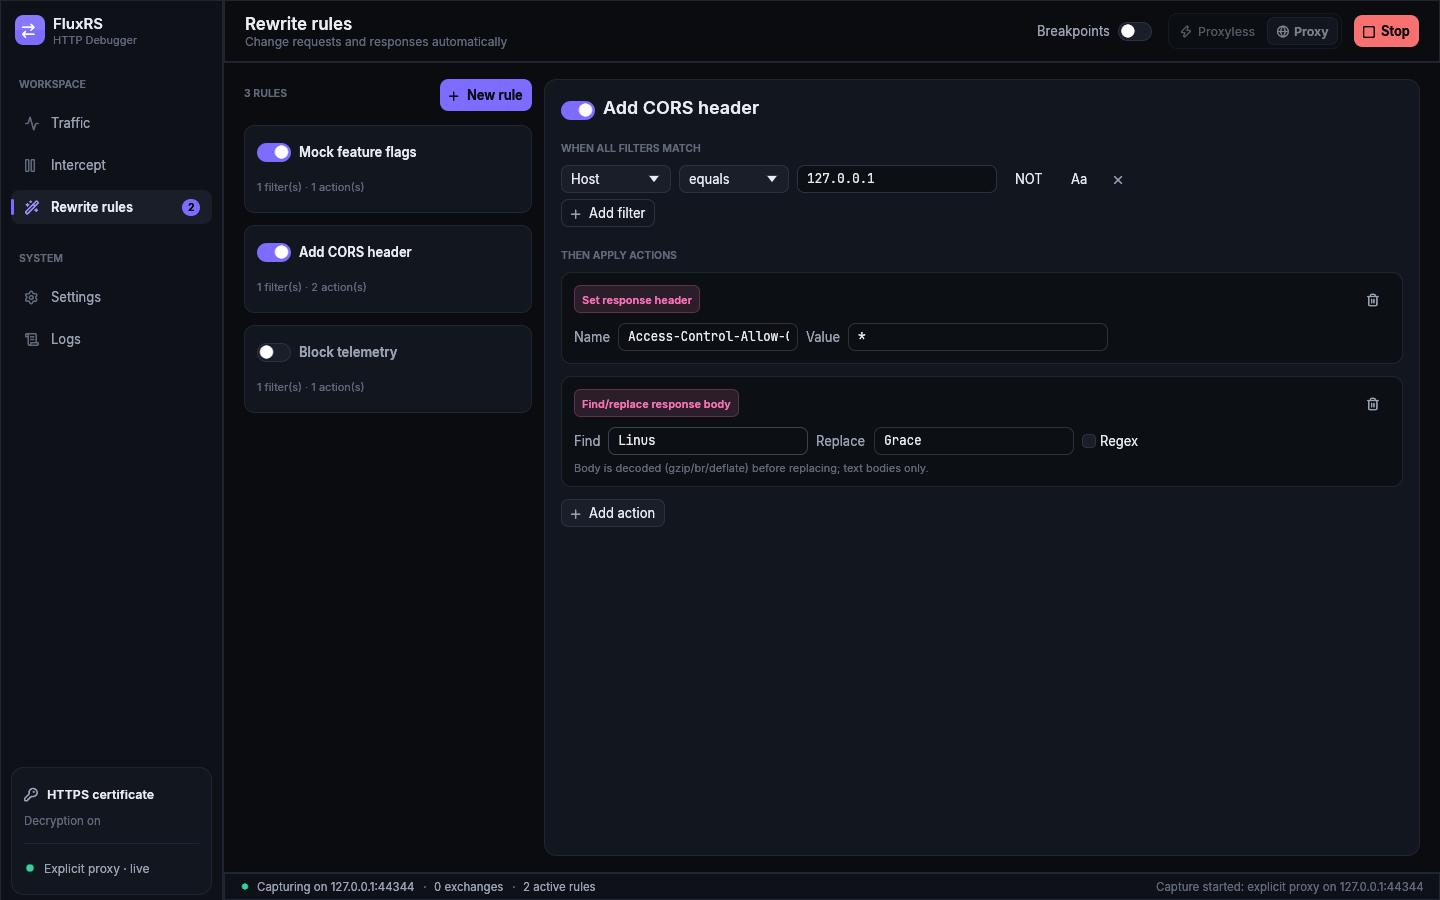 FluxRS
HTTP Debugger
WORKSPACE
Traffic
Intercept
Rewrite rules 2
SYSTEM
Settings
Logs
HTTPS certificate
Decryption on
Explicit proxy · live
Rewrite rules
Change requests and responses automatically
Breakpoints
Proxyless
Proxy
Stop
3 RULES
+ New rule
Mock feature flags
1 filter(s) · 1 action(s)
Add CORS header
1 filter(s) · 2 action(s)
Block telemetry
1 filter(s) · 1 action(s)
Add CORS header
WHEN ALL FILTERS MATCH
Host equals 127.0.0.1 NOT Aa ×
+ Add filter
THEN APPLY ACTIONS
Set response header
Name Access-Control-Allow- Value *
Find/replace response body
Find Linus Replace Grace Regex
Body is decoded (gzip/br/deflate) before replacing; text bodies only.
+ Add action
Capturing on 127.0.0.1:44344 · 0 exchanges · 2 active rules
Capture started: explicit proxy on 127.0.0.1:44344